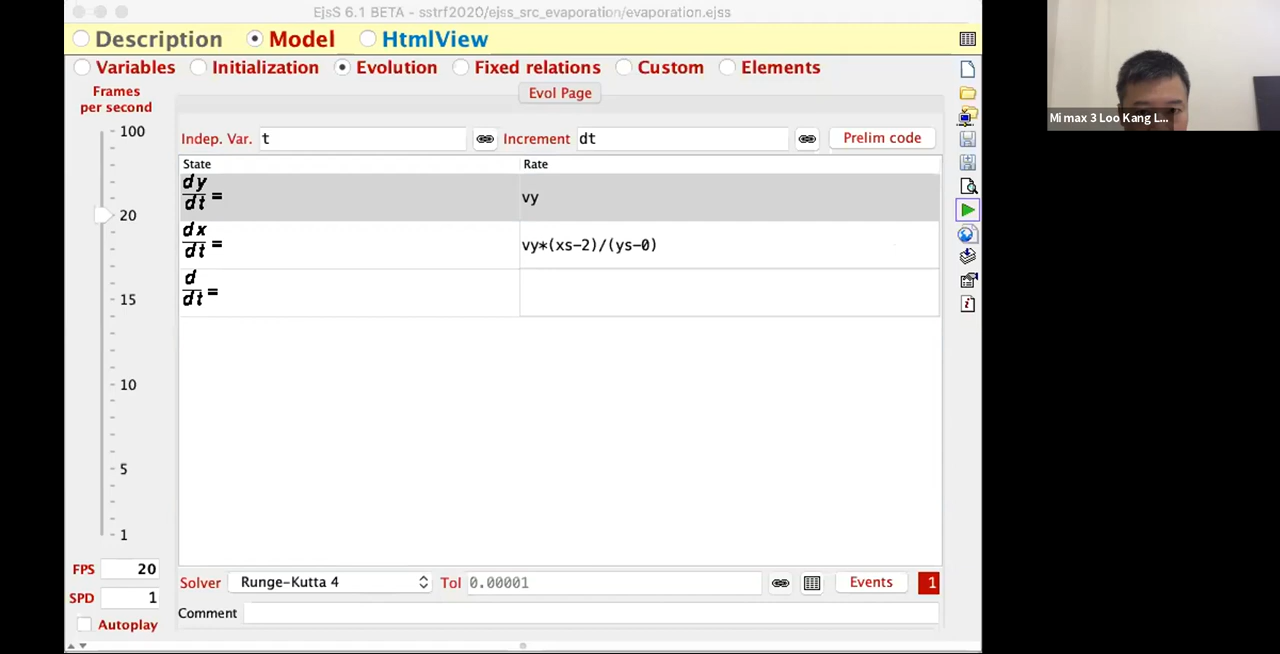 EjsS 6.1 BETA - sstrf2020/ejss_src_evaporation/evaporation.ejss
Description Model HtmlView
Variables Initialization Evolution Fixed relations Custom Elements
Frames
per second
Evol Page
100
Indep. Var. t Increment dt Prelim code
State Rate
dy
dt = vy
20
dx
dt = vy*(xs-2)/(ys-0)
d
dt =
15
10
5
1
FPS 20
Solver Runge-Kutta 4 Tol 0.00001 Events 1
SPD 1
Comment
Autoplay
Mi max 3 Loo Kang L...